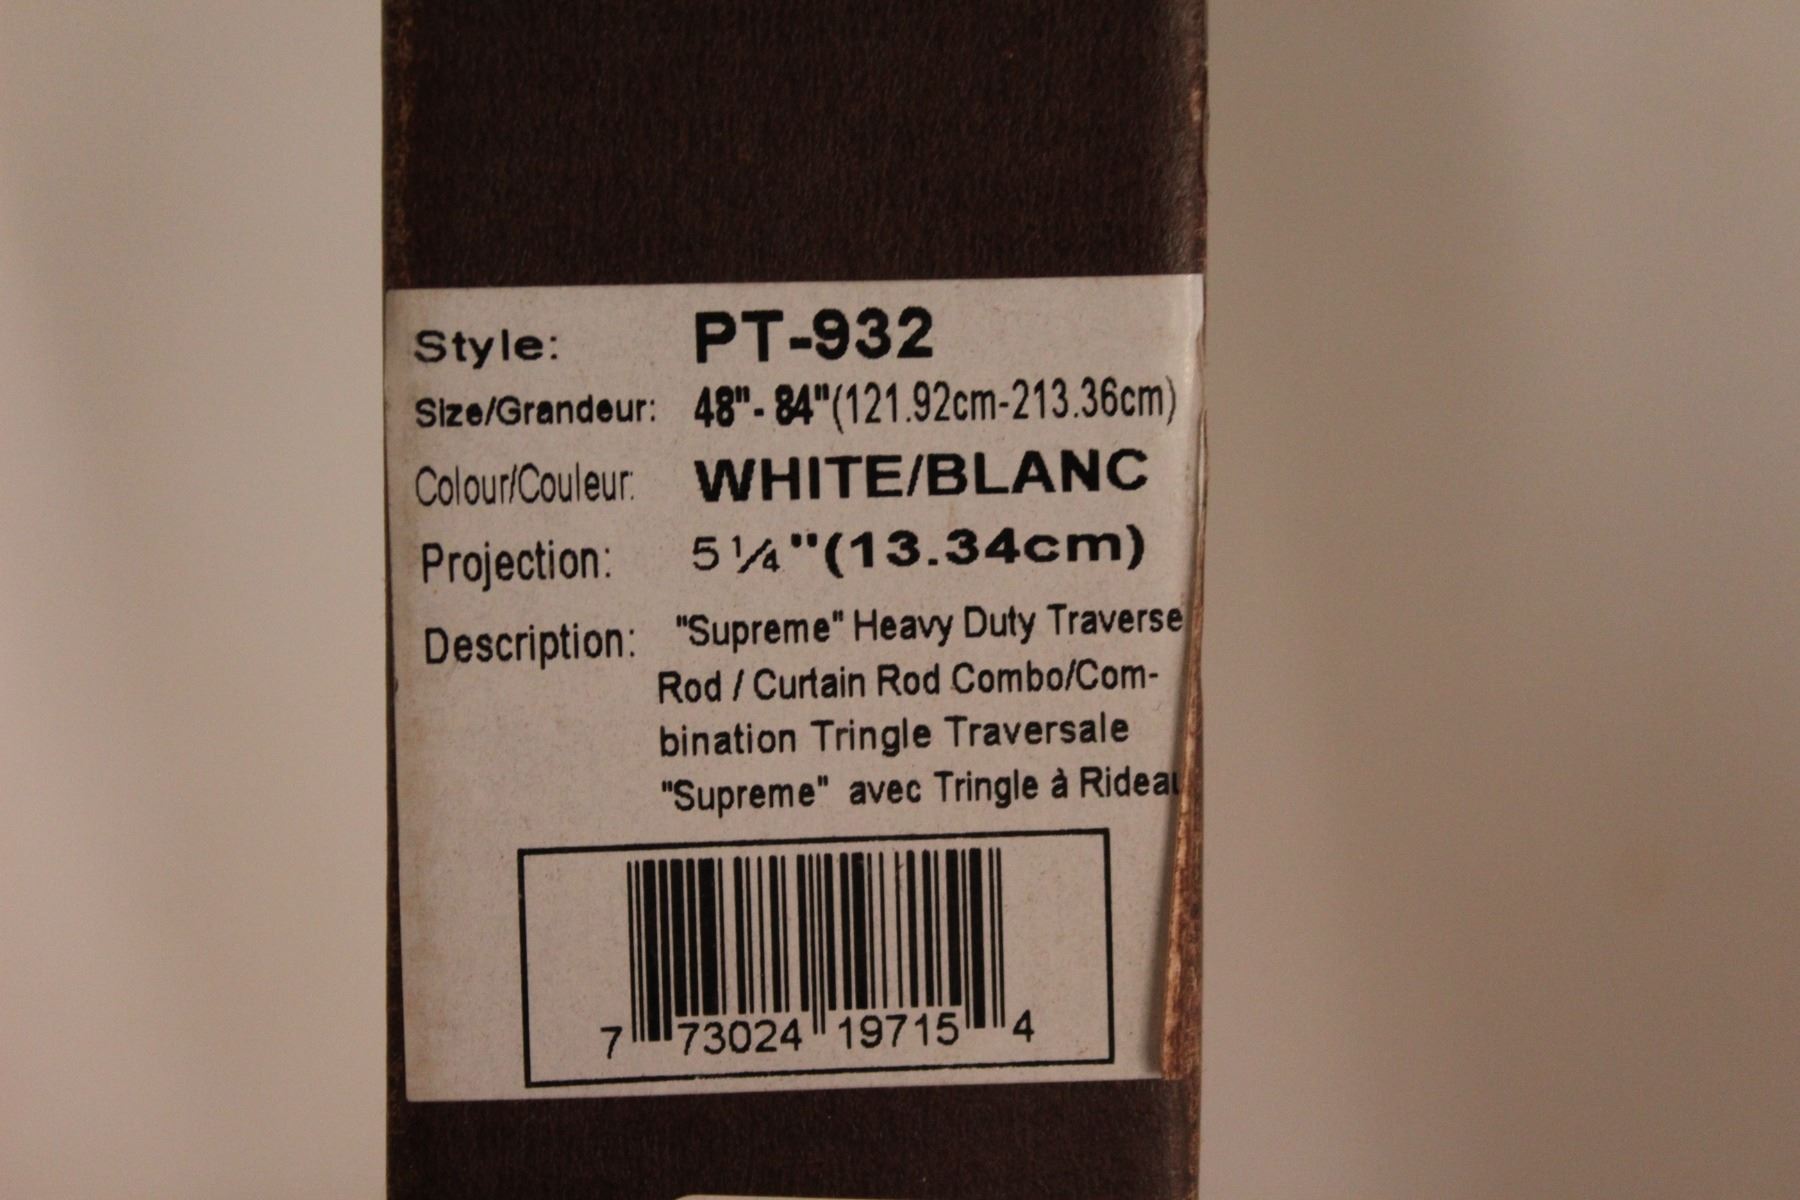 Style: PT-932
Size/Grandeur: 48"- 84"(121.92cm-213.36cm)
Colour/Couleur: WHITE/BLANC
Projection: 5 1/4 "(13.34cm)
Description: "Supreme" Heavy Duty Traverse
Rod / Curtain Rod Combo/Com-
bination Tringle Traversale
"Supreme" avec Tringle à Rideau
7 73024 19715 4